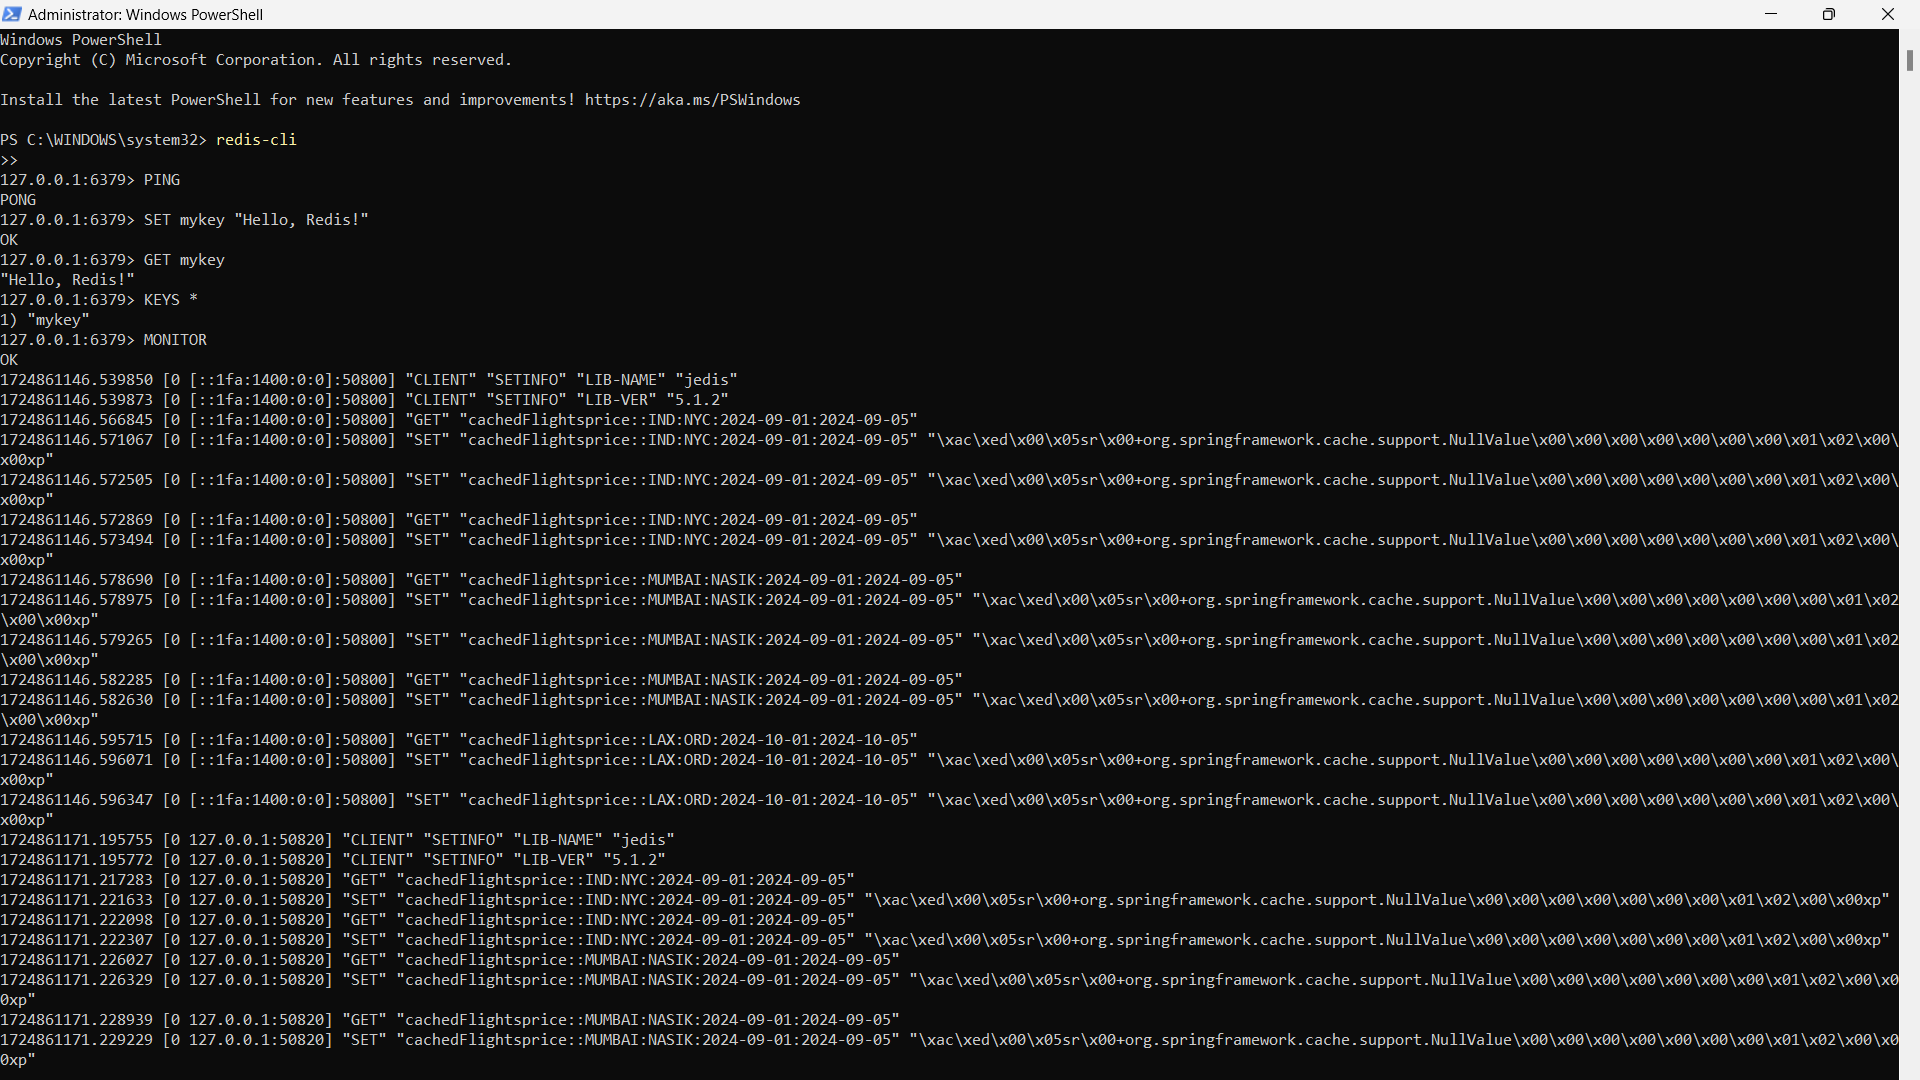 Administrator: Windows PowerShell
Windows PowerShell
Copyright (C) Microsoft Corporation. All rights reserved.
Install the latest PowerShell for new features and improvements! https://aka.ms/PSWindows
PS C:\WINDOWS\system32> redis-cli
>>
127.0.0.1:6379> PING
PONG
127.0.0.1:6379> SET mykey "Hello, Redis!"
OK
127.0.0.1:6379> GET mykey
"Hello, Redis!"
127.0.0.1:6379> KEYS *
1) "mykey"
127.0.0.1:6379> MONITOR
OK
1724861146.539850 [0 [::1fa:1400:0:0]:50800] "CLIENT" "SETINFO" "LIB-NAME" "jedis"
1724861146.539873 [0 [::1fa:1400:0:0]:50800] "CLIENT" "SETINFO" "LIB-VER" "5.1.2"
1724861146.566845 [0 [::1fa:1400:0:0]:50800] "GET" "cachedFlightsprice::IND:NYC:2024-09-01:2024-09-05"
1724861146.571067 [0 [::1fa:1400:0:0]:50800] "SET" "cachedFlightsprice::IND:NYC:2024-09-01:2024-09-05" "\xac\xed\x00\x05sr\x00+org.springframework.cache.support.NullValue\x00\x00\x00\x00\x00\x00\x00\x01\x02\x00\
x00xp"
1724861146.572505 [0 [::1fa:1400:0:0]:50800] "SET" "cachedFlightsprice::IND:NYC:2024-09-01:2024-09-05" "\xac\xed\x00\x05sr\x00+org.springframework.cache.support.NullValue\x00\x00\x00\x00\x00\x00\x00\x01\x02\x00\
x00xp"
1724861146.572869 [0 [::1fa:1400:0:0]:50800] "GET" "cachedFlightsprice::IND:NYC:2024-09-01:2024-09-05"
1724861146.573494 [0 [::1fa:1400:0:0]:50800] "SET" "cachedFlightsprice::IND:NYC:2024-09-01:2024-09-05" "\xac\xed\x00\x05sr\x00+org.springframework.cache.support.NullValue\x00\x00\x00\x00\x00\x00\x00\x01\x02\x00\
x00xp"
1724861146.578690 [0 [::1fa:1400:0:0]:50800] "GET" "cachedFlightsprice::MUMBAI:NASIK:2024-09-01:2024-09-05"
1724861146.578975 [0 [::1fa:1400:0:0]:50800] "SET" "cachedFlightsprice::MUMBAI:NASIK:2024-09-01:2024-09-05" "\xac\xed\x00\x05sr\x00+org.springframework.cache.support.NullValue\x00\x00\x00\x00\x00\x00\x00\x01\x02
\x00\x00xp"
1724861146.579265 [0 [::1fa:1400:0:0]:50800] "SET" "cachedFlightsprice::MUMBAI:NASIK:2024-09-01:2024-09-05" "\xac\xed\x00\x05sr\x00+org.springframework.cache.support.NullValue\x00\x00\x00\x00\x00\x00\x00\x01\x02
\x00\x00xp"
1724861146.582285 [0 [::1fa:1400:0:0]:50800] "GET" "cachedFlightsprice::MUMBAI:NASIK:2024-09-01:2024-09-05"
1724861146.582630 [0 [::1fa:1400:0:0]:50800] "SET" "cachedFlightsprice::MUMBAI:NASIK:2024-09-01:2024-09-05" "\xac\xed\x00\x05sr\x00+org.springframework.cache.support.NullValue\x00\x00\x00\x00\x00\x00\x00\x01\x02
\x00\x00xp"
1724861146.595715 [0 [::1fa:1400:0:0]:50800] "GET" "cachedFlightsprice::LAX:ORD:2024-10-01:2024-10-05"
1724861146.596071 [0 [::1fa:1400:0:0]:50800] "SET" "cachedFlightsprice::LAX:ORD:2024-10-01:2024-10-05" "\xac\xed\x00\x05sr\x00+org.springframework.cache.support.NullValue\x00\x00\x00\x00\x00\x00\x00\x01\x02\x00\
x00xp"
1724861146.596347 [0 [::1fa:1400:0:0]:50800] "SET" "cachedFlightsprice::LAX:ORD:2024-10-01:2024-10-05" "\xac\xed\x00\x05sr\x00+org.springframework.cache.support.NullValue\x00\x00\x00\x00\x00\x00\x00\x01\x02\x00\
x00xp"
1724861171.195755 [0 127.0.0.1:50820] "CLIENT" "SETINFO" "LIB-NAME" "jedis"
1724861171.195772 [0 127.0.0.1:50820] "CLIENT" "SETINFO" "LIB-VER" "5.1.2"
1724861171.217283 [0 127.0.0.1:50820] "GET" "cachedFlightsprice::IND:NYC:2024-09-01:2024-09-05"
1724861171.221633 [0 127.0.0.1:50820] "SET" "cachedFlightsprice::IND:NYC:2024-09-01:2024-09-05" "\xac\xed\x00\x05sr\x00+org.springframework.cache.support.NullValue\x00\x00\x00\x00\x00\x00\x00\x01\x02\x00\x00xp"
1724861171.222098 [0 127.0.0.1:50820] "GET" "cachedFlightsprice::IND:NYC:2024-09-01:2024-09-05"
1724861171.222307 [0 127.0.0.1:50820] "SET" "cachedFlightsprice::IND:NYC:2024-09-01:2024-09-05" "\xac\xed\x00\x05sr\x00+org.springframework.cache.support.NullValue\x00\x00\x00\x00\x00\x00\x00\x01\x02\x00\x00xp"
1724861171.226027 [0 127.0.0.1:50820] "GET" "cachedFlightsprice::MUMBAI:NASIK:2024-09-01:2024-09-05"
1724861171.226329 [0 127.0.0.1:50820] "SET" "cachedFlightsprice::MUMBAI:NASIK:2024-09-01:2024-09-05" "\xac\xed\x00\x05sr\x00+org.springframework.cache.support.NullValue\x00\x00\x00\x00\x00\x00\x00\x01\x02\x00\x0
0xp"
1724861171.228939 [0 127.0.0.1:50820] "GET" "cachedFlightsprice::MUMBAI:NASIK:2024-09-01:2024-09-05"
1724861171.229229 [0 127.0.0.1:50820] "SET" "cachedFlightsprice::MUMBAI:NASIK:2024-09-01:2024-09-05" "\xac\xed\x00\x05sr\x00+org.springframework.cache.support.NullValue\x00\x00\x00\x00\x00\x00\x00\x01\x02\x00\x0
0xp"